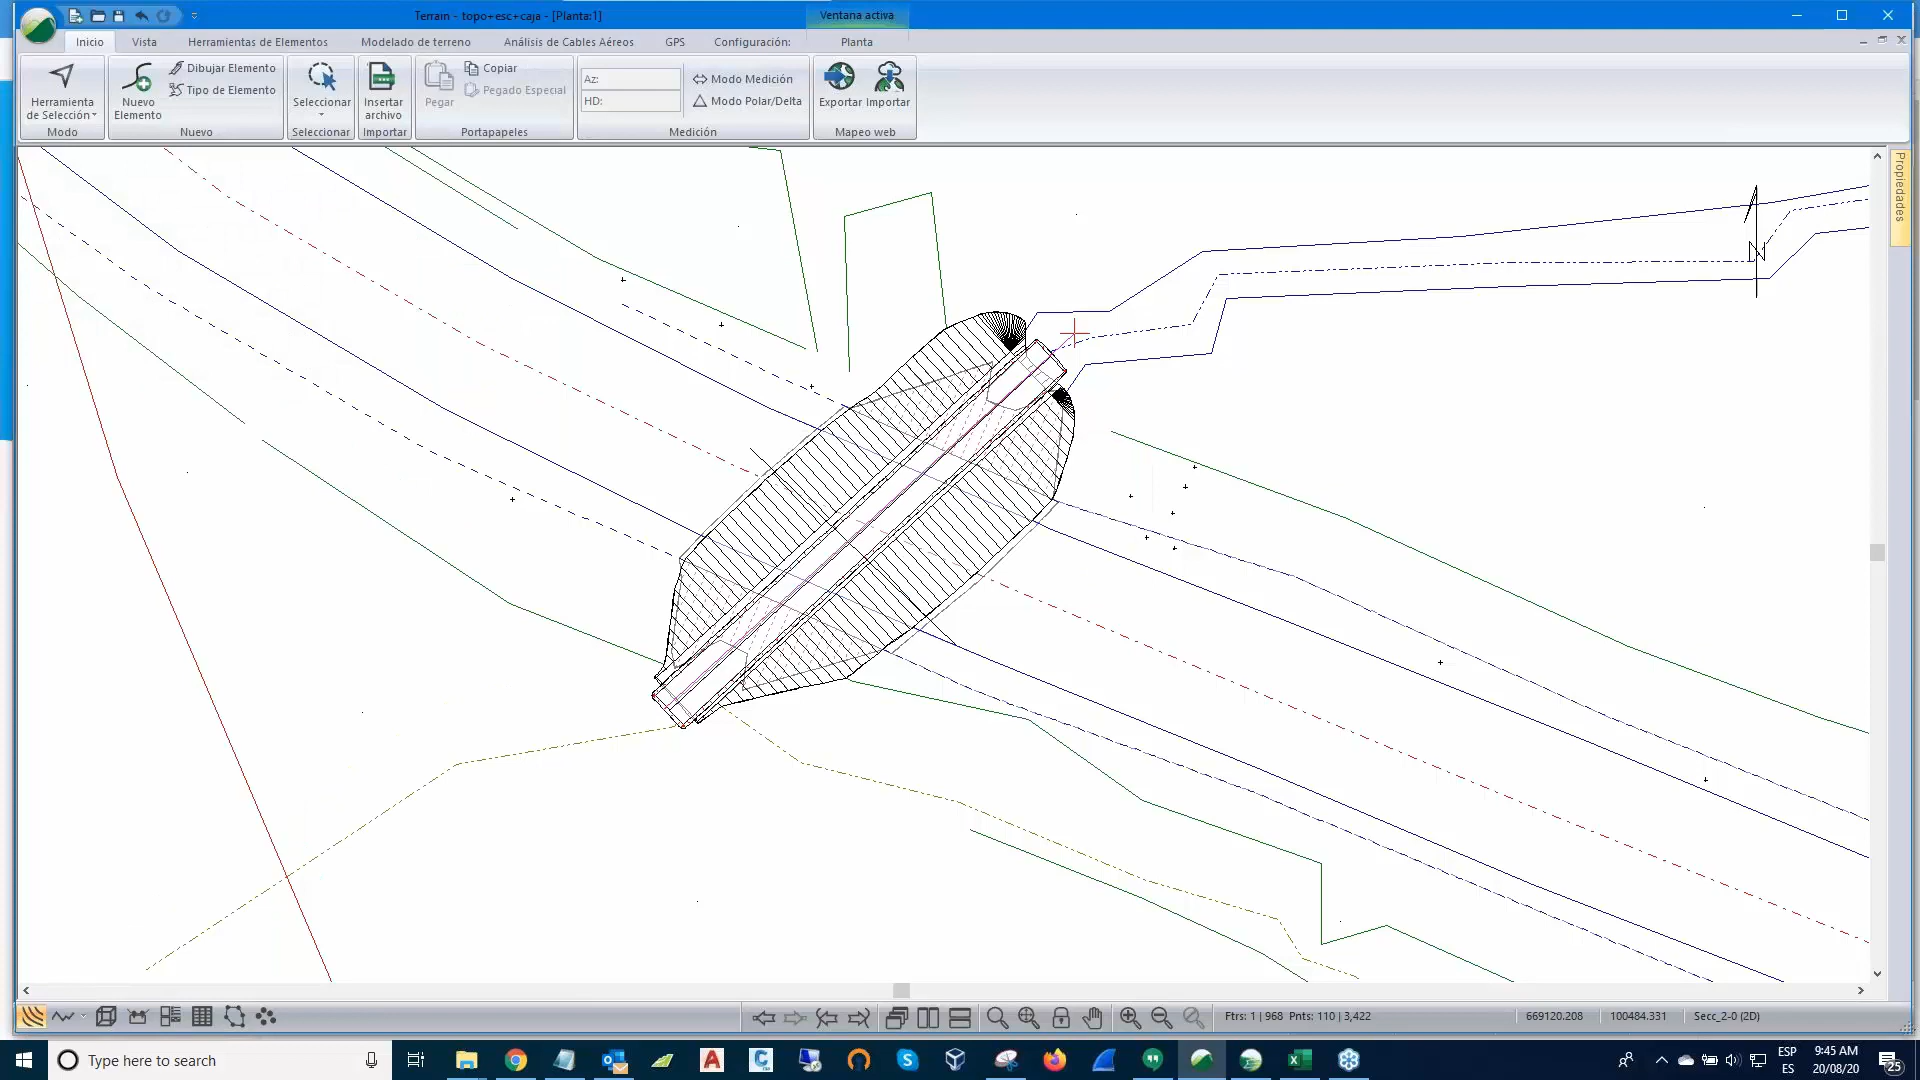 Terrain - topo+esc+caja - [Planta:1]
Ventana activa
Inicio
Vista
Herramientas de Elementos
Modelado de terreno
Análisis de Cables Aéreos
GPS
Configuración:
Planta
Herramienta
de Selección
Modo
Nuevo
Elemento
Dibujar Elemento
Tipo de Elemento
Nuevo
Seleccionar
Seleccionar
Insertar
archivo
Importar
Pegar
Copiar
Pegado Especial
Portapapeles
Az:
HD:
Modo Medición
Modo Polar/Delta
Medición
Exportar
Importar
Mapeo web
Propiedades
N
Ftrs: 1 | 968 Pnts: 110 | 3,422
669120.208
100484.331
Secc_2-0 (2D)
Type here to search
ESP
ES
9:45 AM
20/08/20
25